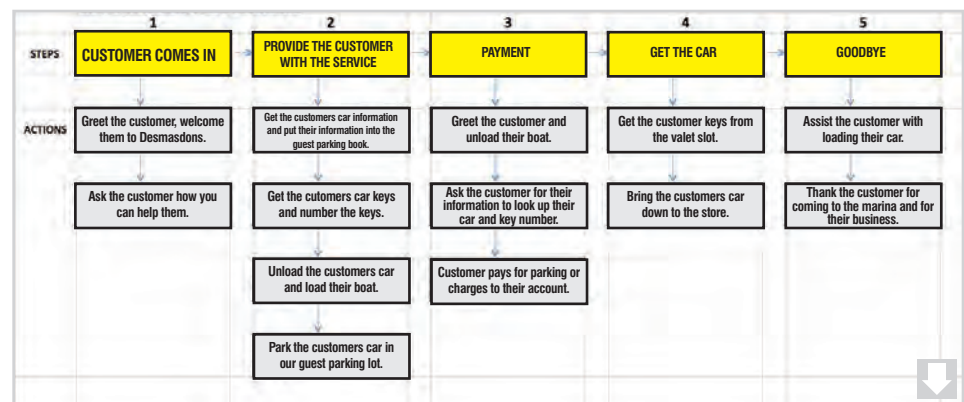 1 2 3 4 5
STEPS
CUSTOMER COMES IN
PROVIDE THE CUSTOMER
WITH THE SERVICE
PAYMENT
GET THE CAR
GOODBYE
ACTIONS
Greet the customer, welcome
them to Desmasdons.
Ask the customer how you
can help them.
Get the customers car information
and put their information into the
guest parking book.
Get the cutomers car keys
and number the keys.
Unload the customers car
and load their boat.
Park the customers car in
our guest parking lot.
Greet the customer and
unload their boat.
Ask the customer for their
information to look up their
car and key number.
Customer pays for parking or
charges to their account.
Get the customer keys from
the valet slot.
Bring the customers car
down to the store.
Assist the customer with
loading their car.
Thank the customer for
coming to the marina and for
their business.